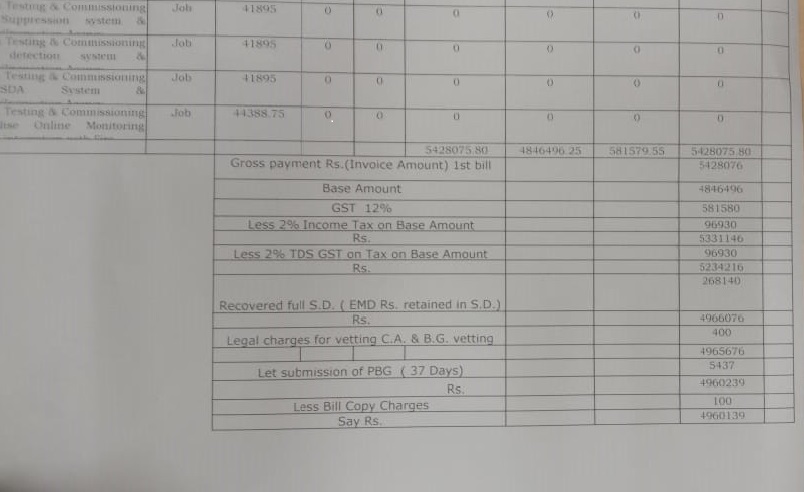 Testing & Commissioning Job 41895 0 0 0 0 0 0
Suppression system &
Testing & Commissioning Job 41895 0 0 0 0 0 0
detection system &
Testing & Commissioning Job 41895 0 0 0 0 0 0
SDA System &
Testing & Commissioning Job 44388.75 0 0 0 0 0 0
Online Monitoring
5428075.80 4846496.25 581579.55 5428075.80
Gross payment Rs.(Invoice Amount) 1st bill 5428076
Base Amount 4846496
GST 12% 581580
Less 2% Income Tax on Base Amount 96930
Rs. 5331146
Less 2% TDS GST on Tax on Base Amount 96930
Rs. 5234216
268140
Recovered full S.D. ( EMD Rs. retained in S.D.)
Rs. 4966076
Legal charges for vetting C.A. & B.G. vetting 400
4965676
Let submission of PBG ( 37 Days) 5437
Rs. 4960239
Less Bill Copy Charges 100
Say Rs. 4960139